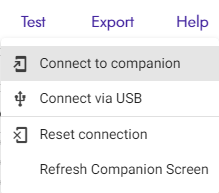 Test Export Help
Connect to companion
Connect via USB
Reset connection
Refresh Companion Screen